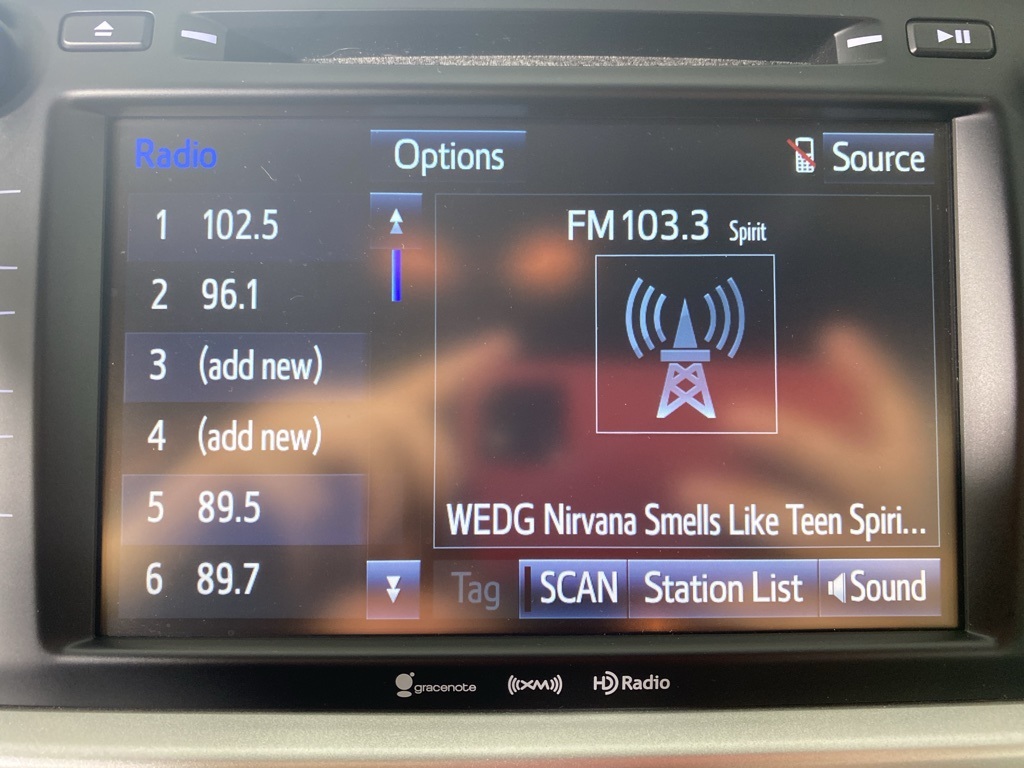 Radio
Options
Source
1 102.5
2 96.1
3 (add new)
4 (add new)
5 89.5
6 89.7
FM 103.3 Spirit
WEDG Nirvana Smells Like Teen Spiri...
Tag
SCAN
Station List
Sound
gracenote
((XM))
HD Radio